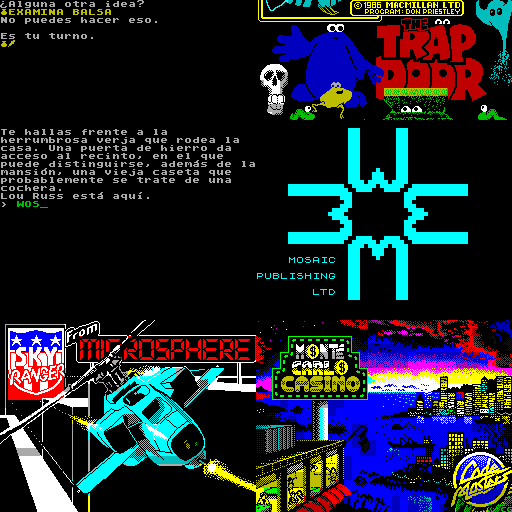 ¿Alguna otra idea?
EXAMINA BALSA
No puedes hacer eso.
Es tu turno.
Te hallas frente a la
herrumbrosa verja que rodea la
casa. Una puerta de hierro da
acceso al recinto, en el que
puede distinguirse, además de la
mansión, una vieja caseta que
probablemente se trate de una
cochera.
Lou Russ está aquí.
> WOS_
©1986 MACMILLAN LTD
PROGRAM: DON PRIESTLEY
THE
TRAP
DOOR
MOSAIC
PUBLISHING
LTD
SKY
RANGER
From
MICROSPHERE
MONTE
CARLO
CASINO
Code
Masters